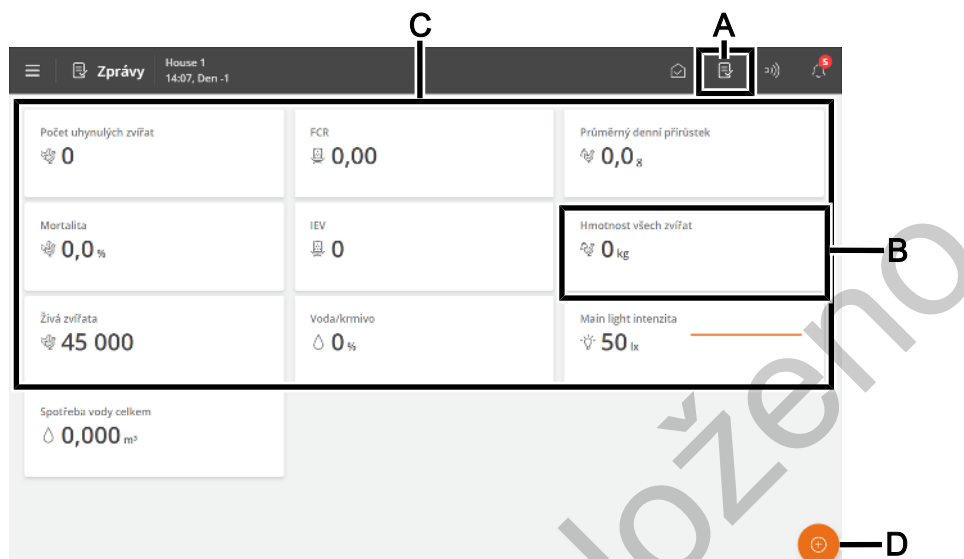 C
A
Zprávy
House 1
14:07, Den -1
5
Počet uhynulých zvířat
0
FCR
0,00
Průměrný denní přirůstek
0,0 g
Mortalita
0,0 %
IEV
0
Hmotnost všech zvířat
0 kg
B
Živá zvířata
45 000
Voda/krmivo
0 %
Main light intenzita
50 lx
Spotřeba vody celkem
0,000 m³
D
oženo